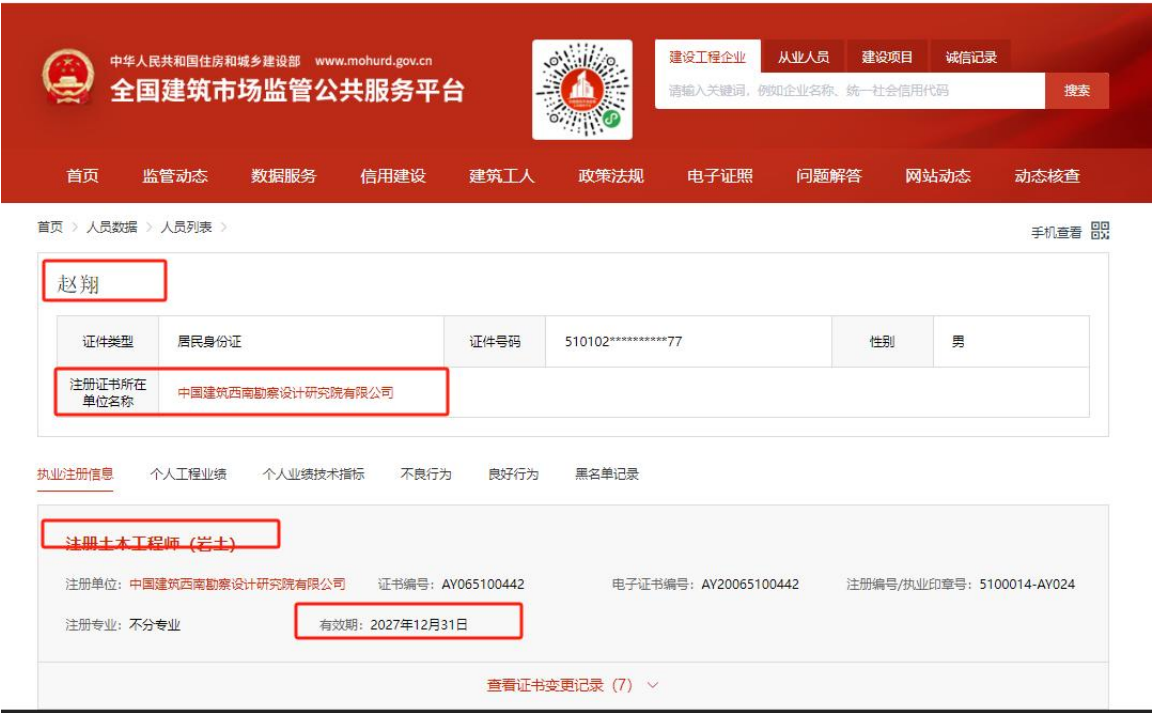 中华人民共和国住房和城乡建设部 www.mohurd.gov.cn
全国建筑市场监管公共服务平台
建设工程企业 从业人员 建设项目 诚信记录
请输入关键词，例如企业名称、统一社会信用代码 搜索
首页 监管动态 数据服务 信用建设 建筑工人 政策法规 电子证照 问题解答 网站动态 动态核查
首页 > 人员数据 > 人员列表 >
手机查看
赵翔
证件类型 居民身份证 证件号码 510102**********77 性别 男
注册证书所在
单位名称
中国建筑西南勘察设计研究院有限公司
执业注册信息 个人工程业绩 个人业绩技术指标 不良行为 良好行为 黑名单记录
注册土木工程师（岩土）
注册单位：中国建筑西南勘察设计研究院有限公司 证书编号：AY065100442 电子证书编号：AY20065100442 注册编号/执业印章号：5100014-AY024
注册专业：不分专业 有效期：2027年12月31日
查看证书变更记录（7）